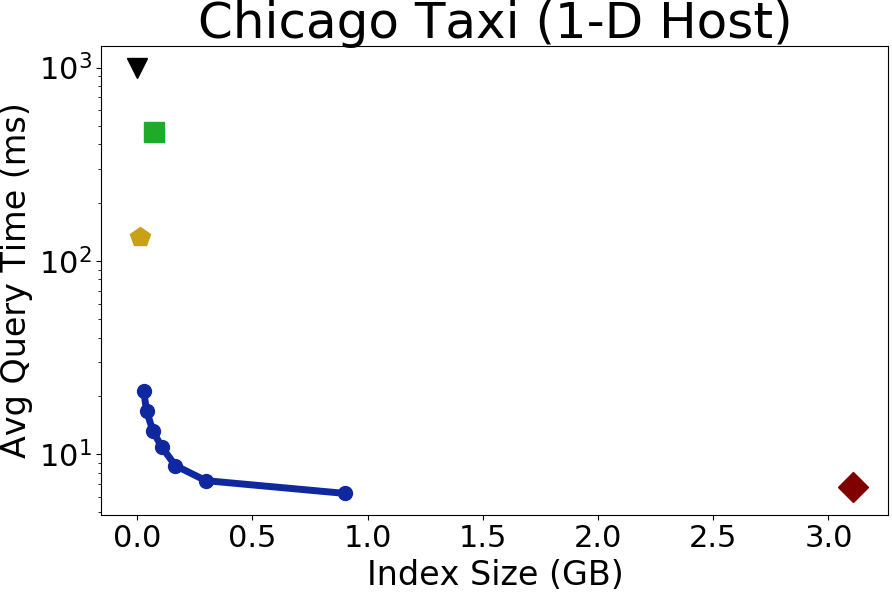 Chicago Taxi (1-D Host)
Avg Query Time (ms)
10³
10²
10¹
0.0 0.5 1.0 1.5 2.0 2.5 3.0
Index Size (GB)